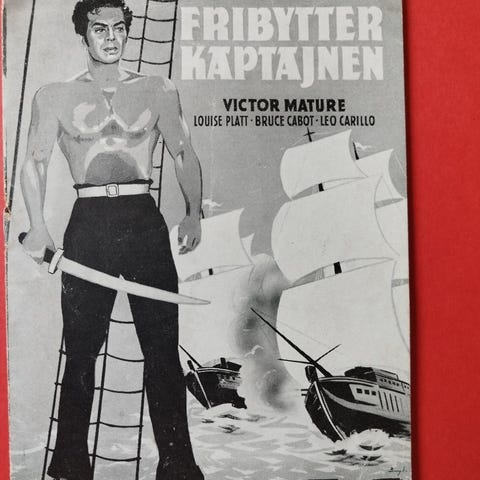 FRIBYTTER
KAPTAJNEN
VICTOR MATURE
LOUISE PLATT · BRUCE CABOT · LEO CARILLO